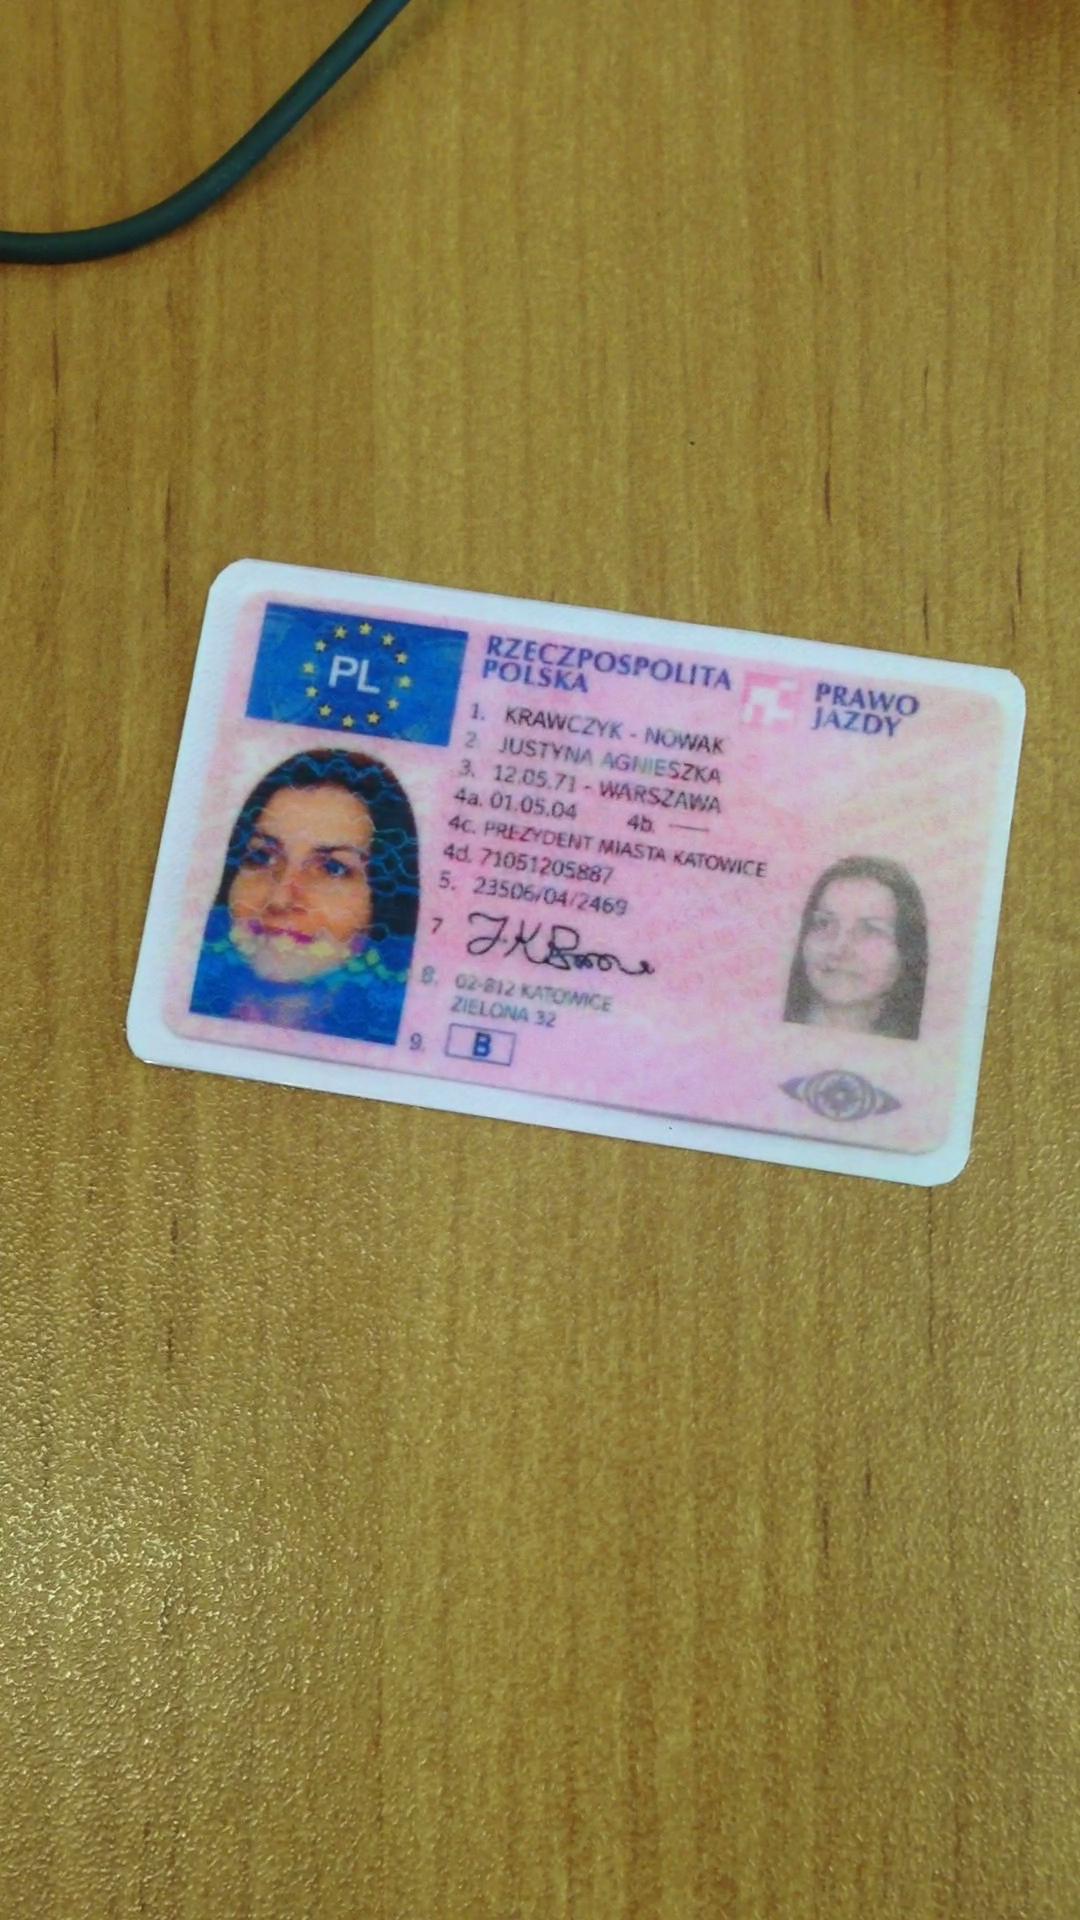 PL
RZECZPOSPOLITA
POLSKA
PRAWO
JAZDY
1. KRAWCZYK - NOWAK
2. JUSTYNA AGNIESZKA
3. 12.05.71 - WARSZAWA
4a. 01.05.04 4b. —
4c. PREZYDENT MIASTA KATOWICE
4d. 71051205887
5. 23506/04/2469
7
8. 02-812 KATOWICE
ZIELONA 32
9. B